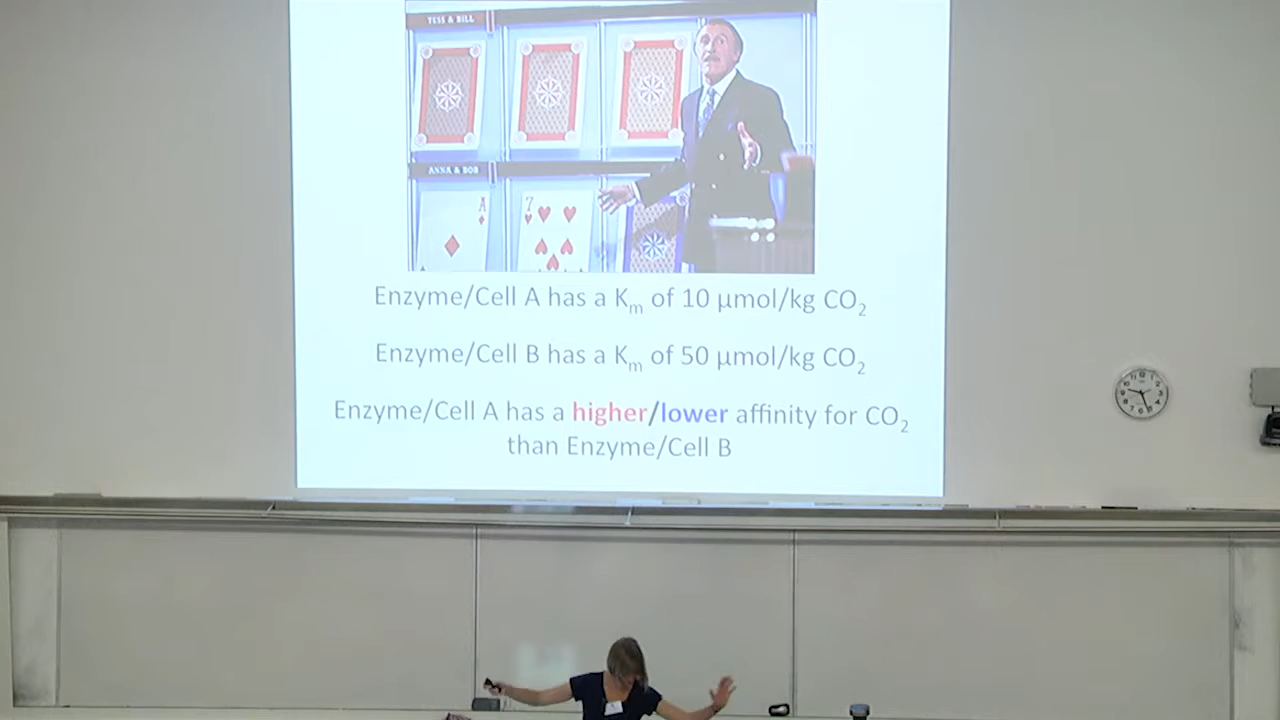 TESS & BILL
ANNA & BOB
A
7
Enzyme/Cell A has a Kₘ of 10 µmol/kg CO₂
Enzyme/Cell B has a Kₘ of 50 µmol/kg CO₂
Enzyme/Cell A has a higher/lower affinity for CO₂
than Enzyme/Cell B